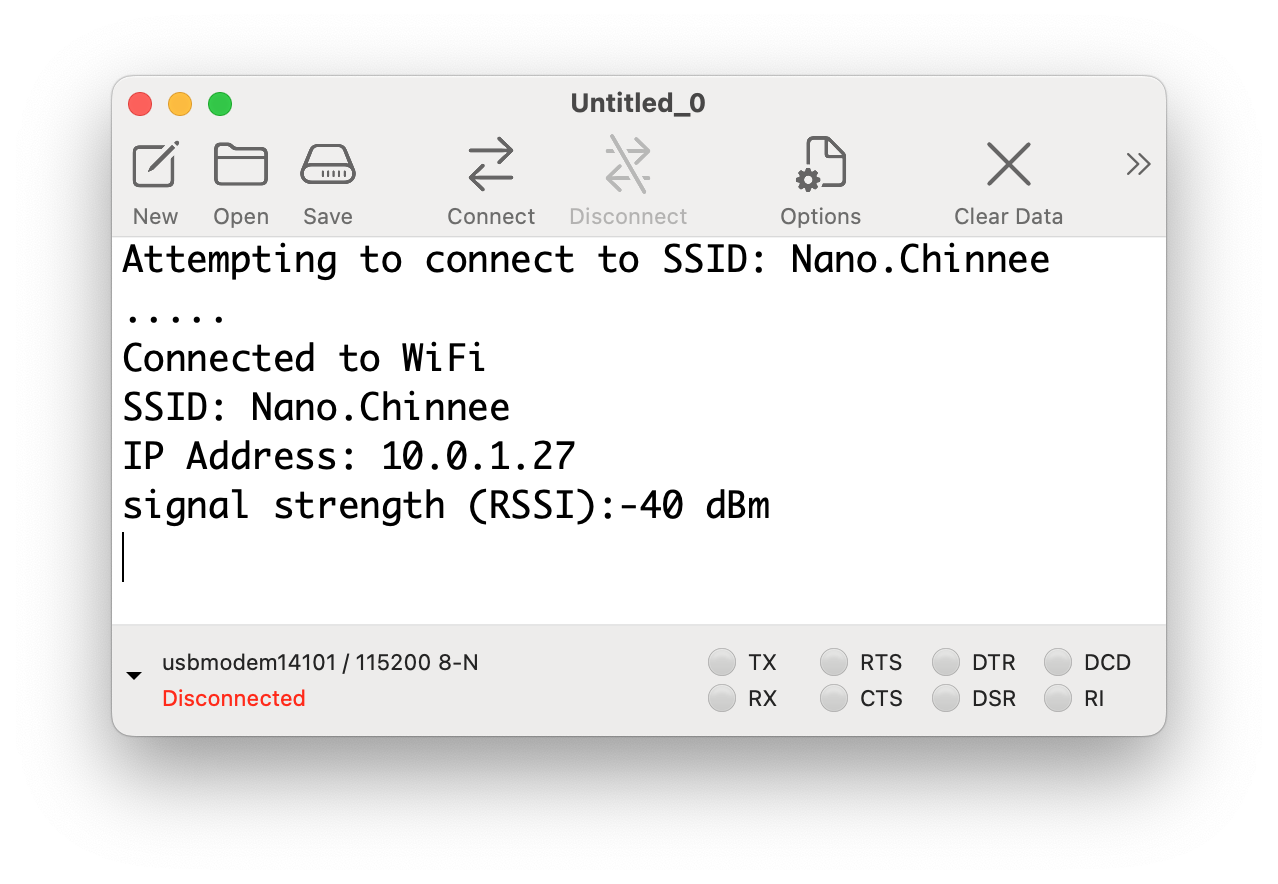 Untitled_0
New Open Save Connect Disconnect Options Clear Data
Attempting to connect to SSID: Nano.Chinnee
.....
Connected to WiFi
SSID: Nano.Chinnee
IP Address: 10.0.1.27
signal strength (RSSI):-40 dBm
usbmodem14101 / 115200 8-N
Disconnected
TX RTS DTR DCD
RX CTS DSR RI